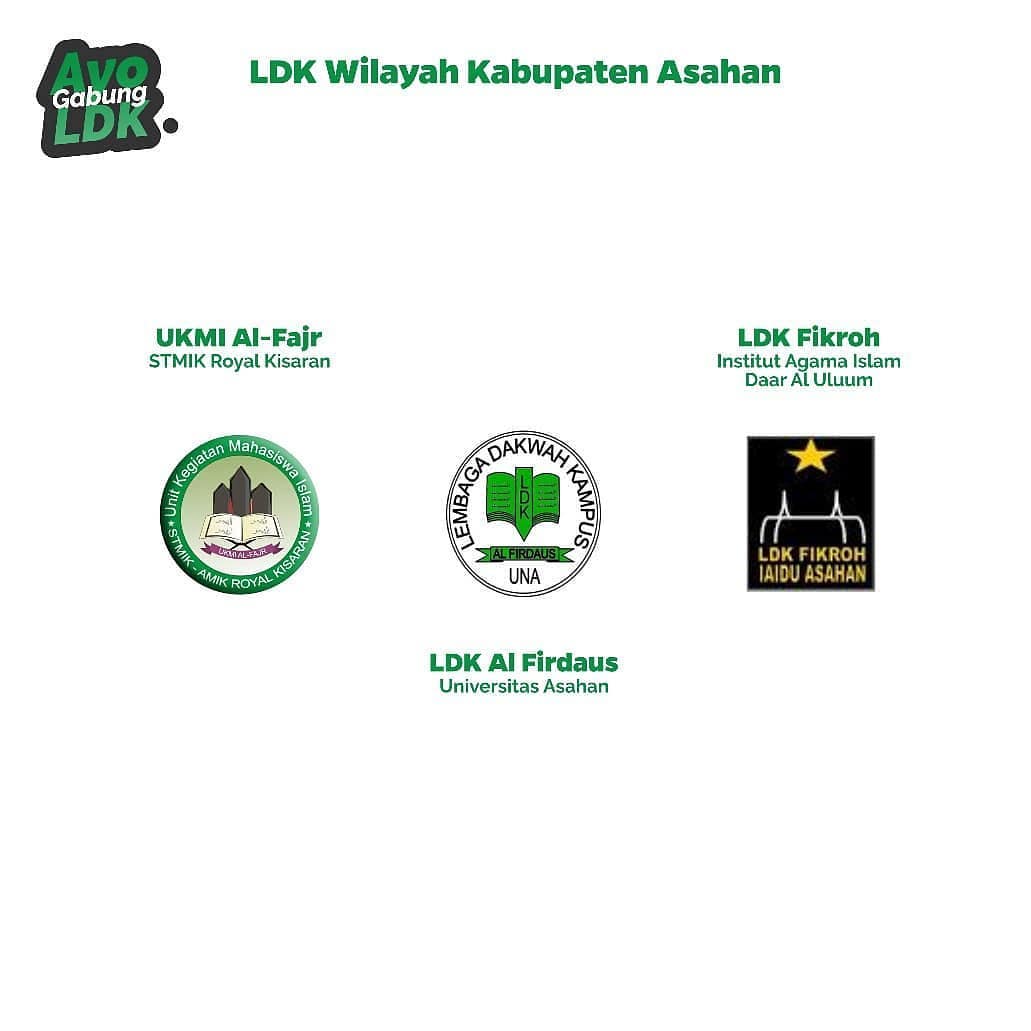 Ayo
Gabung
LDK.
LDK Wilayah Kabupaten Asahan
UKMI Al-Fajr
STMIK Royal Kisaran
LDK Fikroh
Institut Agama Islam
Daar Al Uluum
Unit Kegiatan Mahasiswa Islam
UKMI AL-FAJR
STMIK - AMIK ROYAL KISARAN
LEMBAGA DAKWAH KAMPUS
LDK
AL FIRDAUS
UNA
LDK FIKROH
IAIDU ASAHAN
LDK Al Firdaus
Universitas Asahan